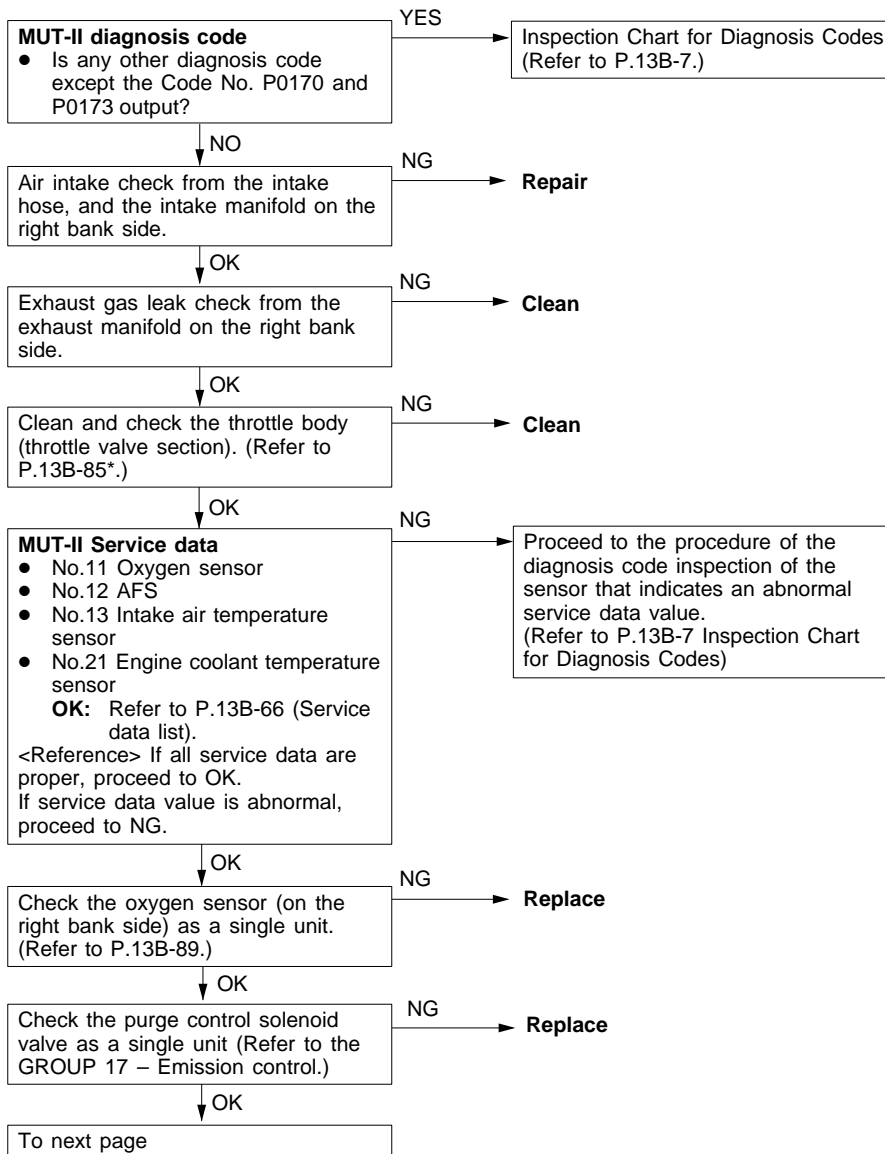 MUT-II diagnosis code
● Is any other diagnosis code
except the Code No. P0170 and
P0173 output?
YES
Inspection Chart for Diagnosis Codes
(Refer to P.13B-7.)
NO
Air intake check from the intake
hose, and the intake manifold on the
right bank side.
NG
Repair
OK
Exhaust gas leak check from the
exhaust manifold on the right bank
side.
NG
Clean
OK
Clean and check the throttle body
(throttle valve section). (Refer to
P.13B-85*.)
NG
Clean
OK
MUT-II Service data
● No.11 Oxygen sensor
● No.12 AFS
● No.13 Intake air temperature
sensor
● No.21 Engine coolant temperature
sensor
OK: Refer to P.13B-66 (Service
data list).
<Reference> If all service data are
proper, proceed to OK.
If service data value is abnormal,
proceed to NG.
NG
Proceed to the procedure of the
diagnosis code inspection of the
sensor that indicates an abnormal
service data value.
(Refer to P.13B-7 Inspection Chart
for Diagnosis Codes)
OK
Check the oxygen sensor (on the
right bank side) as a single unit.
(Refer to P.13B-89.)
NG
Replace
OK
Check the purge control solenoid
valve as a single unit (Refer to the
GROUP 17 – Emission control.)
NG
Replace
OK
To next page